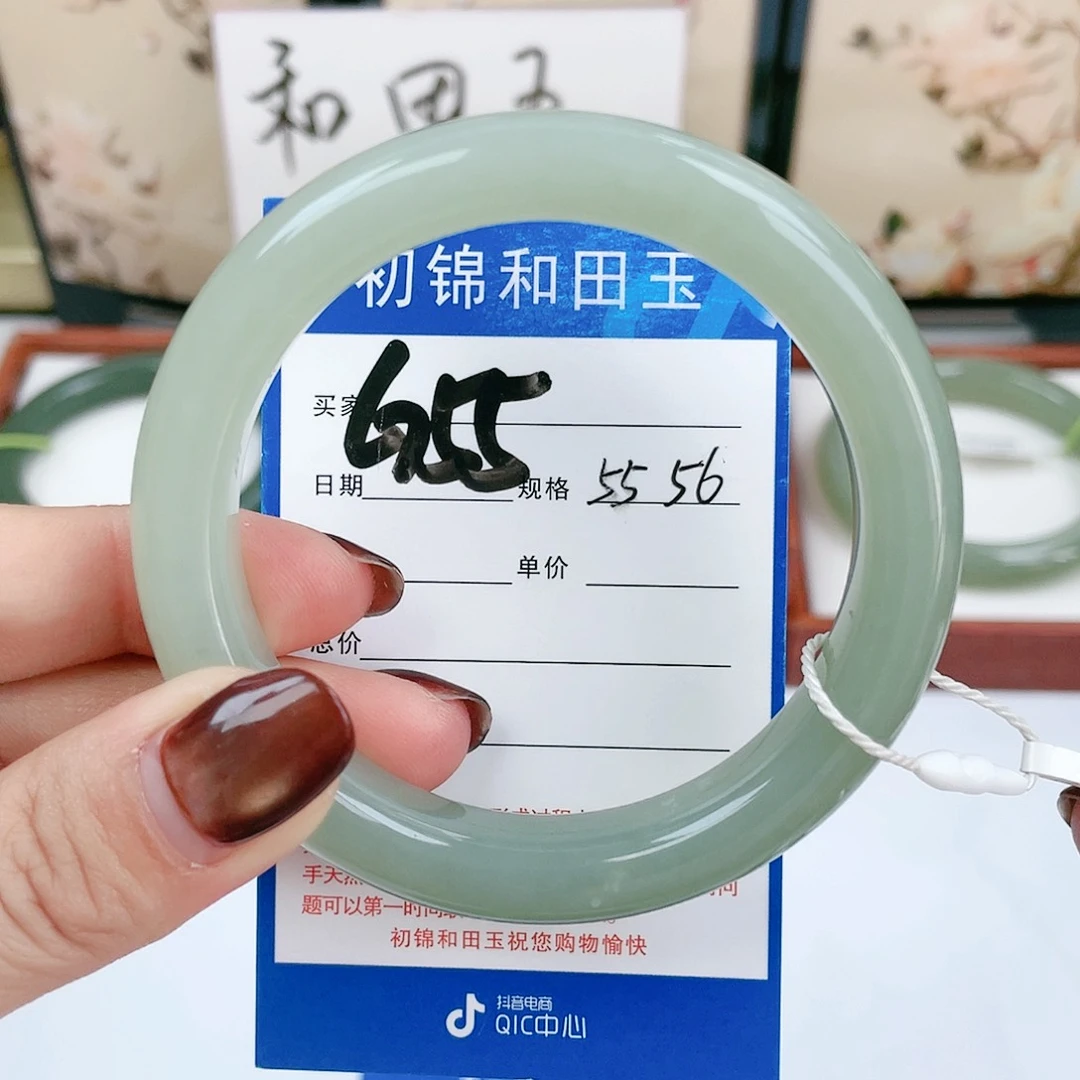 和田玉
初锦和田玉
买家 655
日期 规格 55 56
单价
总价
手天然
题可以第一时间
初锦和田玉祝您购物愉快
抖音电商
QIC中心